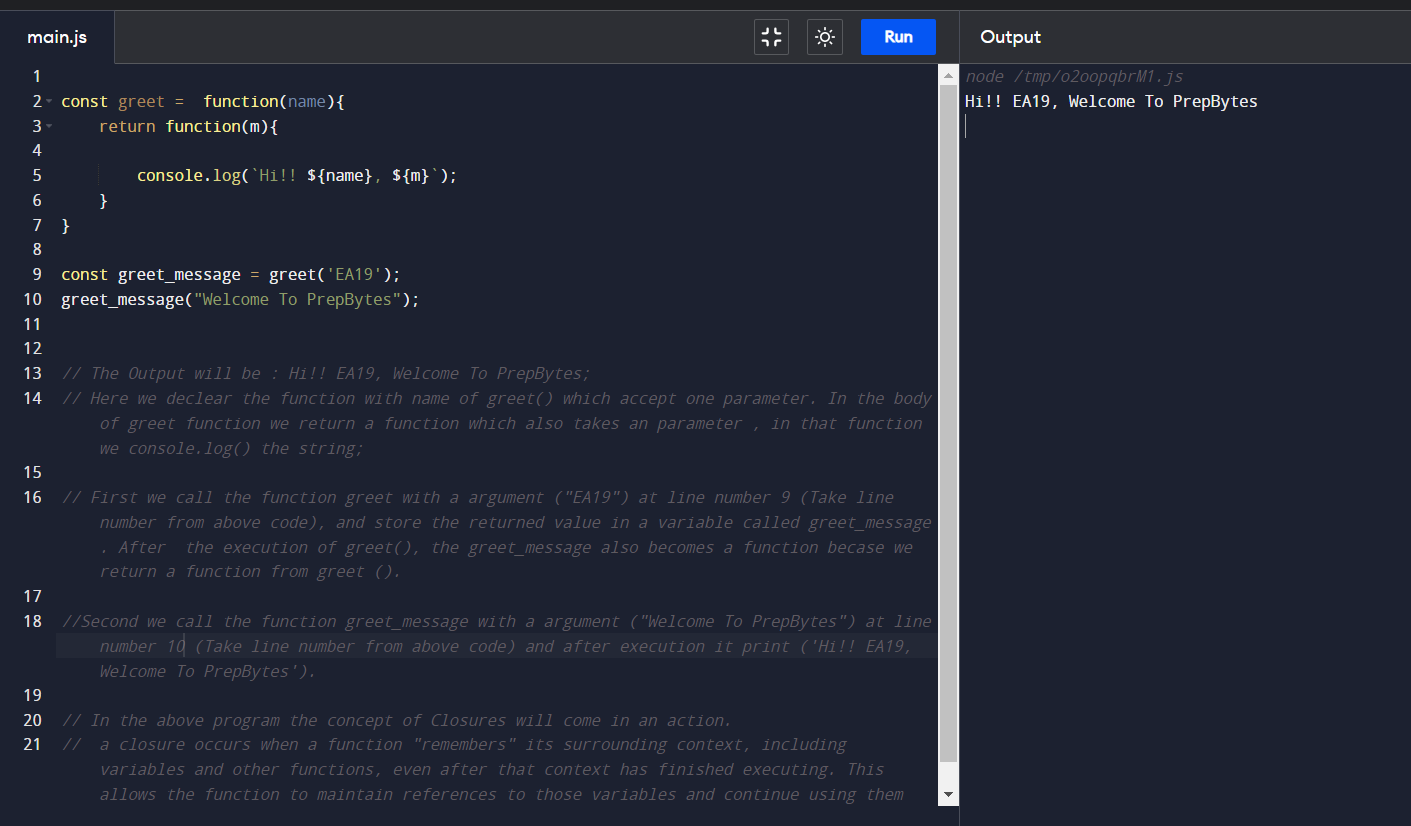 main.js
Run
Output
1
2 const greet =  function(name){
3     return function(m){
4
5         console.log(`Hi!! ${name}, ${m}`);
6     }
7 }
8
9 const greet_message = greet('EA19');
10 greet_message("Welcome To PrepBytes");
11
12
13 // The Output will be : Hi!! EA19, Welcome To PrepBytes;
14 // Here we declear the function with name of greet() which accept one parameter. In the body
of greet function we return a function which also takes an parameter , in that function
we console.log() the string;
15
16 // First we call the function greet with a argument ("EA19") at line number 9 (Take line
number from above code), and store the returned value in a variable called greet_message
. After  the execution of greet(), the greet_message also becomes a function becase we
return a function from greet ().
17
18 //Second we call the function greet_message with a argument ("Welcome To PrepBytes") at line
number 10 (Take line number from above code) and after execution it print ('Hi!! EA19,
Welcome To PrepBytes').
19
20 // In the above program the concept of Closures will come in an action.
21 //  a closure occurs when a function "remembers" its surrounding context, including
variables and other functions, even after that context has finished executing. This
allows the function to maintain references to those variables and continue using them
node /tmp/o2oopqbrM1.js
Hi!! EA19, Welcome To PrepBytes